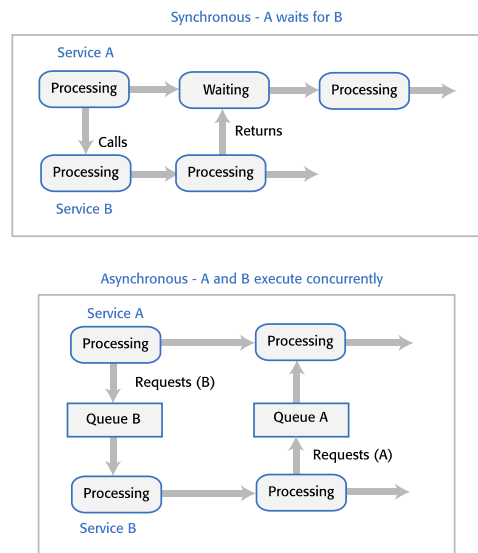 Synchronous - A waits for B
Service A
Processing
Waiting
Processing
Calls
Returns
Processing
Processing
Service B
Asynchronous - A and B execute concurrently
Service A
Processing
Processing
Requests (B)
Queue B
Queue A
Requests (A)
Processing
Processing
Service B